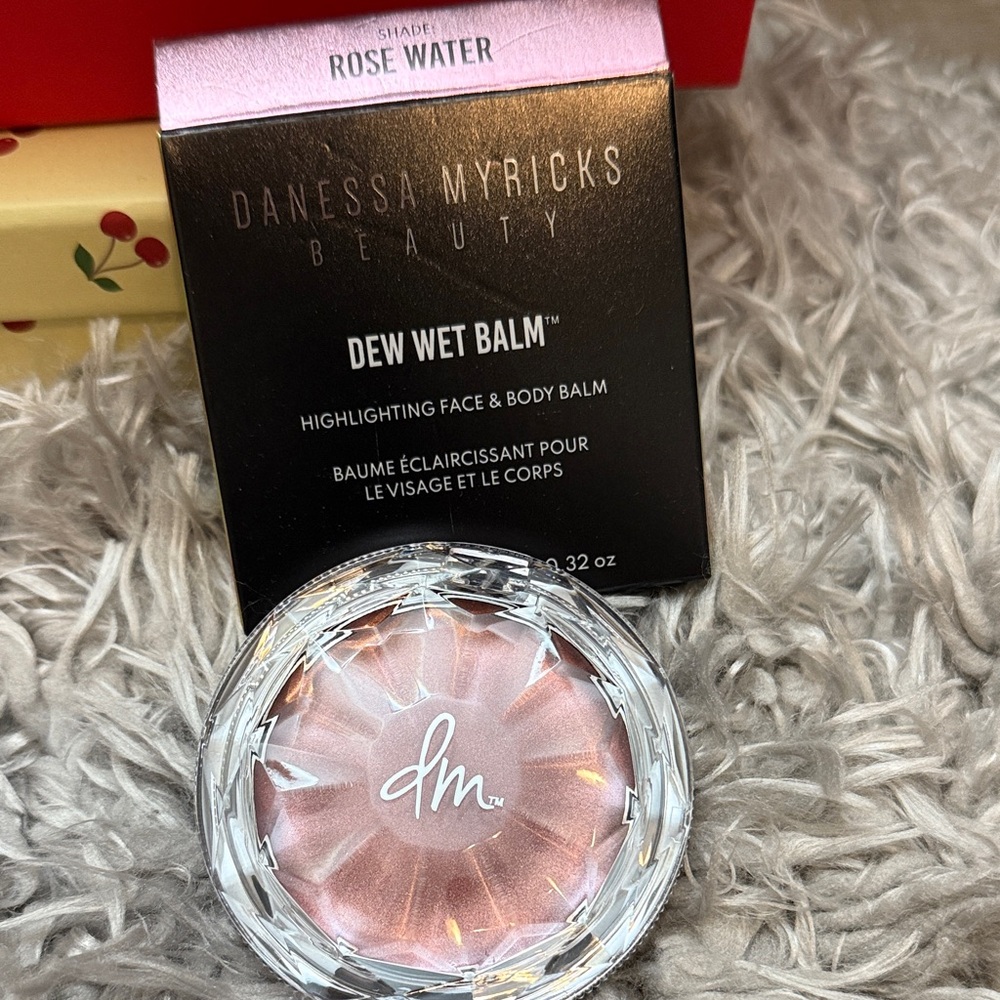 SHADE:
ROSE WATER
DANESSA MYRICKS
BEAUTY
DEW WET BALM™
HIGHLIGHTING FACE & BODY BALM
BAUME ÉCLAIRCISSANT POUR
LE VISAGE ET LE CORPS
0.32 oz
dm™